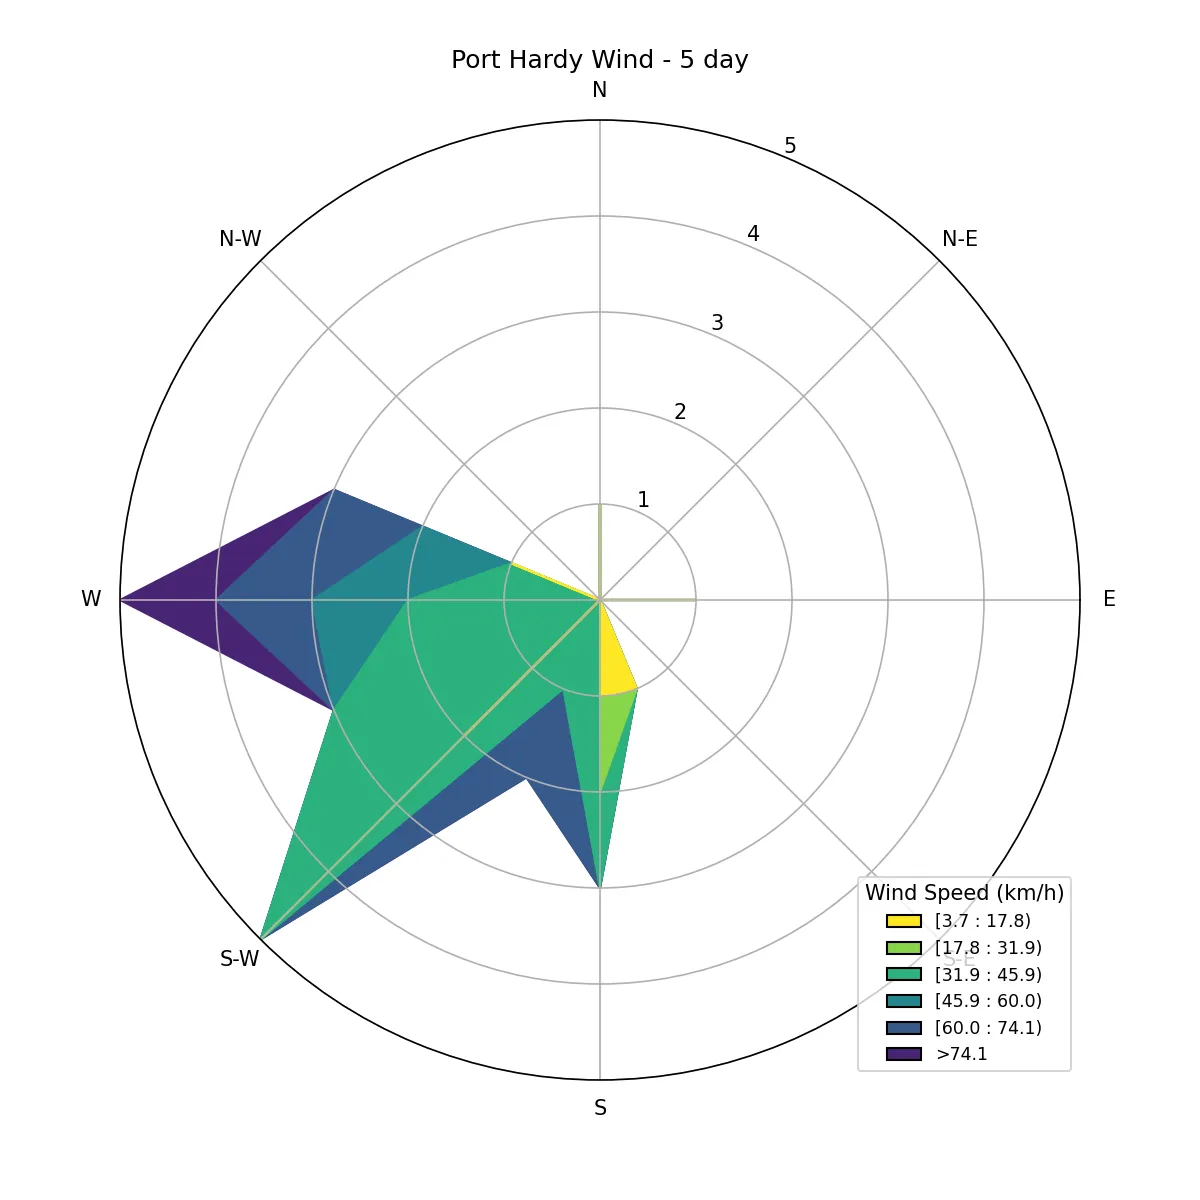 Port Hardy Wind - 5 day
N
5
N-W
4
N-E
3
2
1
W
E
S-W
S-E
Wind Speed (km/h)
[3.7 : 17.8)
[17.8 : 31.9)
[31.9 : 45.9)
[45.9 : 60.0)
[60.0 : 74.1)
>74.1
S